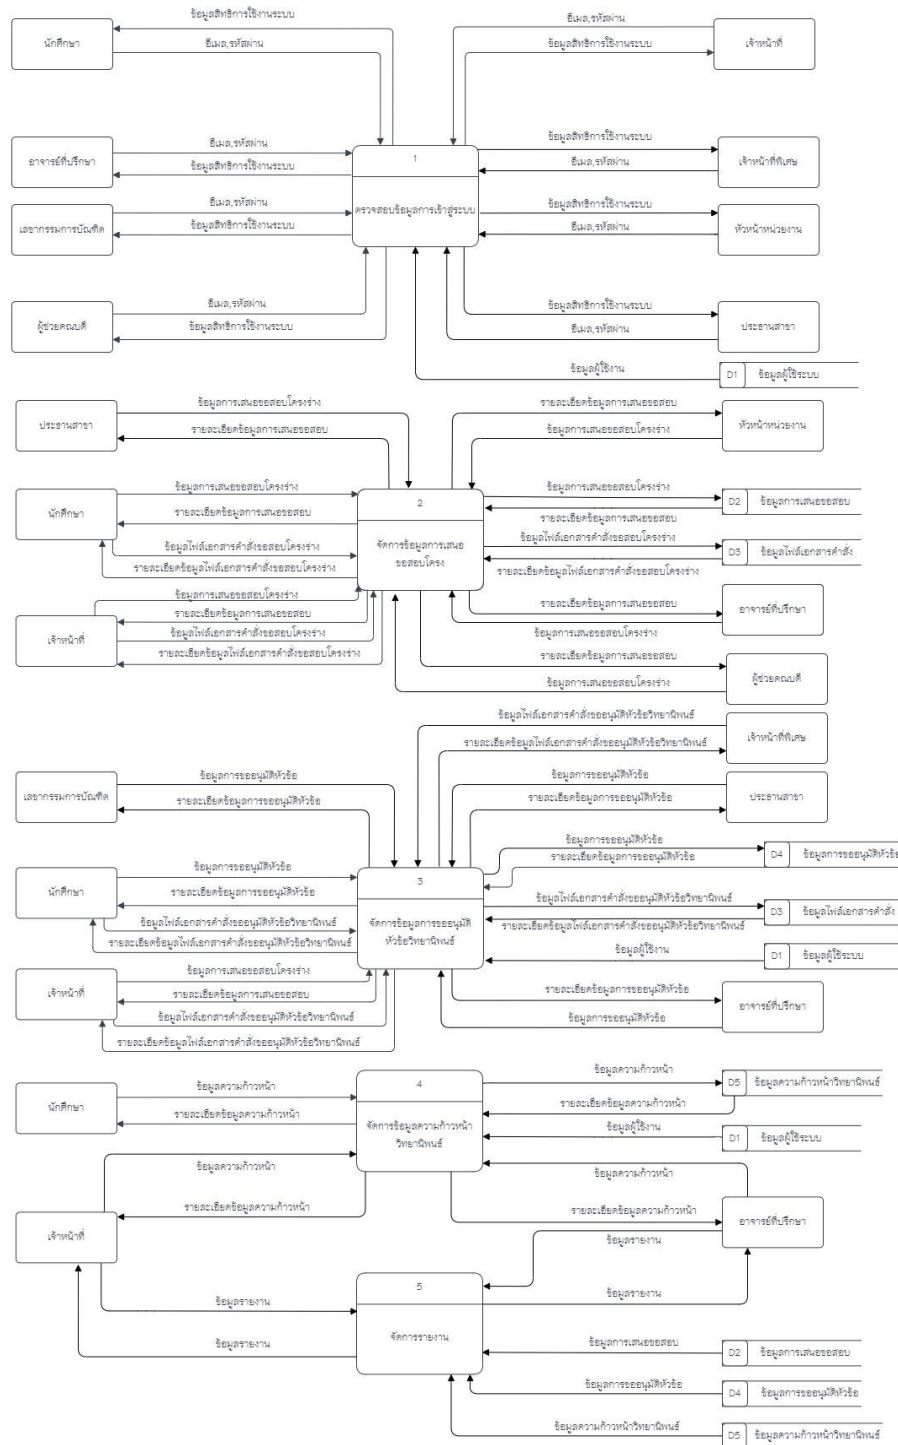 ข้อมูลสิทธิการใช้งานระบบ
นักศึกษา
อีเมล,รหัสผ่าน
อีเมล,รหัสผ่าน
ข้อมูลสิทธิการใช้งานระบบ
เจ้าหน้าที่
อาจารย์ที่ปรึกษา
อีเมล,รหัสผ่าน
ข้อมูลสิทธิการใช้งานระบบ
เลขากรรมการบัณฑิต
อีเมล,รหัสผ่าน
ข้อมูลสิทธิการใช้งานระบบ
ผู้ช่วยคณบดี
อีเมล,รหัสผ่าน
ข้อมูลสิทธิการใช้งานระบบ
1
ตรวจสอบข้อมูลการเข้าสู่ระบบ
ข้อมูลสิทธิการใช้งานระบบ
อีเมล,รหัสผ่าน
เจ้าหน้าที่พิเศษ
ข้อมูลสิทธิการใช้งานระบบ
อีเมล,รหัสผ่าน
หัวหน้าหน่วยงาน
ข้อมูลสิทธิการใช้งานระบบ
อีเมล,รหัสผ่าน
ประธานสาขา
ข้อมูลผู้ใช้งาน
D1 ข้อมูลผู้ใช้ระบบ
ประธานสาขา
ข้อมูลการเสนอขอสอบโครงร่าง
รายละเอียดข้อมูลการเสนอขอสอบ
รายละเอียดข้อมูลการเสนอขอสอบ
ข้อมูลการเสนอขอสอบโครงร่าง
หัวหน้าหน่วยงาน
นักศึกษา
ข้อมูลการเสนอขอสอบโครงร่าง
รายละเอียดข้อมูลการเสนอขอสอบ
ข้อมูลไฟล์เอกสารคำสั่งขอสอบโครงร่าง
รายละเอียดข้อมูลไฟล์เอกสารคำสั่งขอสอบโครงร่าง
เจ้าหน้าที่
ข้อมูลการเสนอขอสอบโครงร่าง
รายละเอียดข้อมูลการเสนอขอสอบ
ข้อมูลไฟล์เอกสารคำสั่งขอสอบโครงร่าง
รายละเอียดข้อมูลไฟล์เอกสารคำสั่งขอสอบโครงร่าง
2
จัดการข้อมูลการเสนอ
ขอสอบโครง
ข้อมูลการเสนอขอสอบโครงร่าง
รายละเอียดข้อมูลการเสนอขอสอบ
D2 ข้อมูลการเสนอขอสอบ
ข้อมูลไฟล์เอกสารคำสั่งขอสอบโครงร่าง
รายละเอียดข้อมูลไฟล์เอกสารคำสั่งขอสอบโครงร่าง
D3 ข้อมูลไฟล์เอกสารคำสั่ง
รายละเอียดข้อมูลการเสนอขอสอบ
ข้อมูลการเสนอขอสอบโครงร่าง
อาจารย์ที่ปรึกษา
รายละเอียดข้อมูลการเสนอขอสอบ
ข้อมูลการเสนอขอสอบโครงร่าง
ผู้ช่วยคณบดี
ข้อมูลไฟล์เอกสารคำสั่งขออนุมัติหัวข้อวิทยานิพนธ์
รายละเอียดข้อมูลไฟล์เอกสารคำสั่งขออนุมัติหัวข้อวิทยานิพนธ์
เจ้าหน้าที่พิเศษ
เลขากรรมการบัณฑิต
ข้อมูลการขออนุมัติหัวข้อ
รายละเอียดข้อมูลการขออนุมัติหัวข้อ
ข้อมูลการขออนุมัติหัวข้อ
รายละเอียดข้อมูลการขออนุมัติหัวข้อ
ประธานสาขา
นักศึกษา
ข้อมูลการขออนุมัติหัวข้อ
รายละเอียดข้อมูลการขออนุมัติหัวข้อ
ข้อมูลไฟล์เอกสารคำสั่งขออนุมัติหัวข้อวิทยานิพนธ์
รายละเอียดข้อมูลไฟล์เอกสารคำสั่งขออนุมัติหัวข้อวิทยานิพนธ์
เจ้าหน้าที่
ข้อมูลการเสนอขอสอบโครงร่าง
รายละเอียดข้อมูลการเสนอขอสอบ
ข้อมูลไฟล์เอกสารคำสั่งขออนุมัติหัวข้อวิทยานิพนธ์
รายละเอียดข้อมูลไฟล์เอกสารคำสั่งขออนุมัติหัวข้อวิทยานิพนธ์
3
จัดการข้อมูลการขออนุมัติ
หัวข้อวิทยานิพนธ์
ข้อมูลการขออนุมัติหัวข้อ
รายละเอียดข้อมูลการขออนุมัติหัวข้อ
D4 ข้อมูลการขออนุมัติหัวข้อ
ข้อมูลไฟล์เอกสารคำสั่งขออนุมัติหัวข้อวิทยานิพนธ์
รายละเอียดข้อมูลไฟล์เอกสารคำสั่งขออนุมัติหัวข้อวิทยานิพนธ์
D3 ข้อมูลไฟล์เอกสารคำสั่ง
ข้อมูลผู้ใช้งาน
D1 ข้อมูลผู้ใช้ระบบ
รายละเอียดข้อมูลการขออนุมัติหัวข้อ
ข้อมูลการขออนุมัติหัวข้อ
อาจารย์ที่ปรึกษา
นักศึกษา
ข้อมูลความก้าวหน้า
รายละเอียดข้อมูลความก้าวหน้า
4
จัดการข้อมูลความก้าวหน้า
วิทยานิพนธ์
ข้อมูลความก้าวหน้า
รายละเอียดข้อมูลความก้าวหน้า
D5 ข้อมูลความก้าวหน้าวิทยานิพนธ์
ข้อมูลผู้ใช้งาน
D1 ข้อมูลผู้ใช้ระบบ
ข้อมูลความก้าวหน้า
รายละเอียดข้อมูลความก้าวหน้า
เจ้าหน้าที่
ข้อมูลความก้าวหน้า
รายละเอียดข้อมูลความก้าวหน้า
ข้อมูลรายงาน
อาจารย์ที่ปรึกษา
ข้อมูลรายงาน
ข้อมูลรายงาน
5
จัดการรายงาน
ข้อมูลรายงาน
ข้อมูลการเสนอขอสอบ
D2 ข้อมูลการเสนอขอสอบ
ข้อมูลการขออนุมัติหัวข้อ
D4 ข้อมูลการขออนุมัติหัวข้อ
ข้อมูลความก้าวหน้าวิทยานิพนธ์
D5 ข้อมูลความก้าวหน้าวิทยานิพนธ์